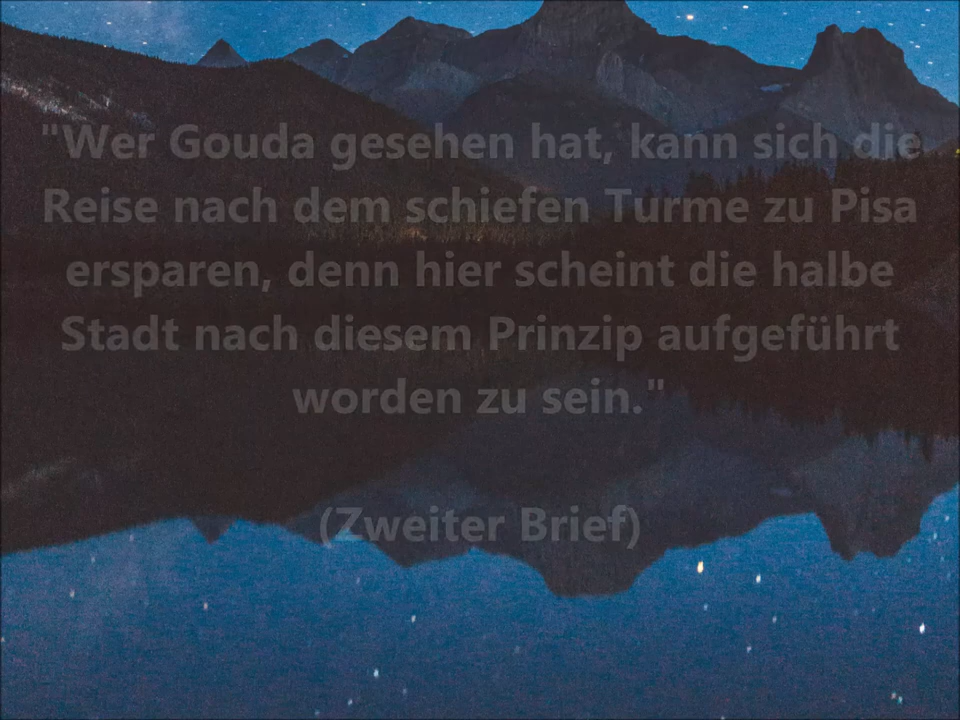 "Wer Gouda gesehen hat, kann sich die
Reise nach dem schiefen Turme zu Pisa
ersparen, denn hier scheint die halbe
Stadt nach diesem Prinzip aufgeführt
worden zu sein."
(Zweiter Brief)